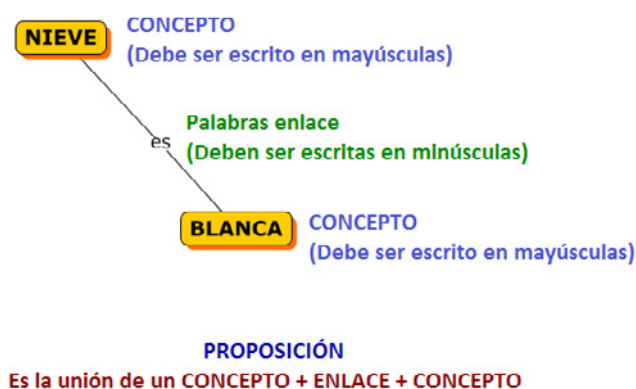 NIEVE
CONCEPTO
(Debe ser escrito en mayúsculas)
Palabras enlace
es
(Deben ser escritas en minúsculas)
BLANCA
CONCEPTO
(Debe ser escrito en mayúsculas)
PROPOSICIÓN
Es la unión de un CONCEPTO + ENLACE + CONCEPTO